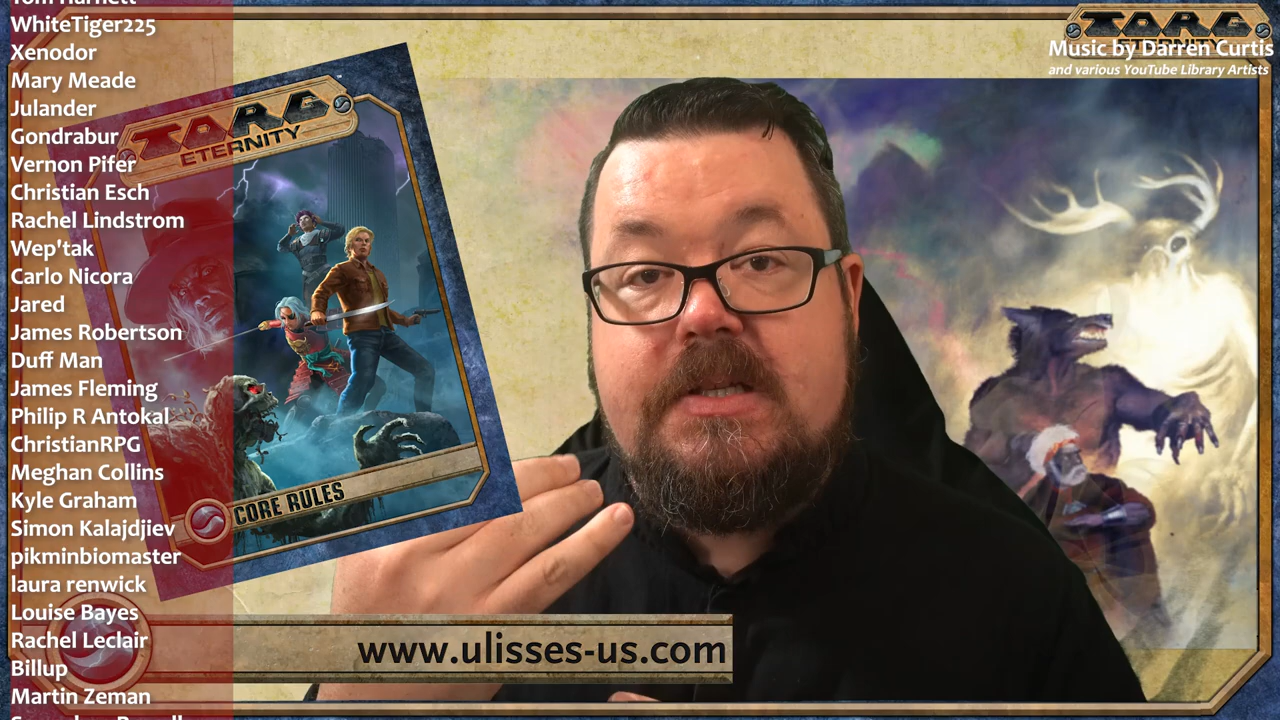 Tom Harnett
WhiteTiger225
Xenodor
Mary Meade
Julander
Gondrabur
Vernon Pifer
Christian Esch
Rachel Lindstrom
Wep'tak
Carlo Nicora
Jared
James Robertson
Duff Man
James Fleming
Philip R Antokal
ChristianRPG
Meghan Collins
Kyle Graham
Simon Kalajdjiev
pikminbiomaster
laura renwick
Louise Bayes
Rachel Leclair
Billup
Martin Zeman
TORG
ETERNITY
CORE RULES
TORG
ETERNITY
Music by Darren Curtis
and various YouTube Library Artists
www.ulisses-us.com